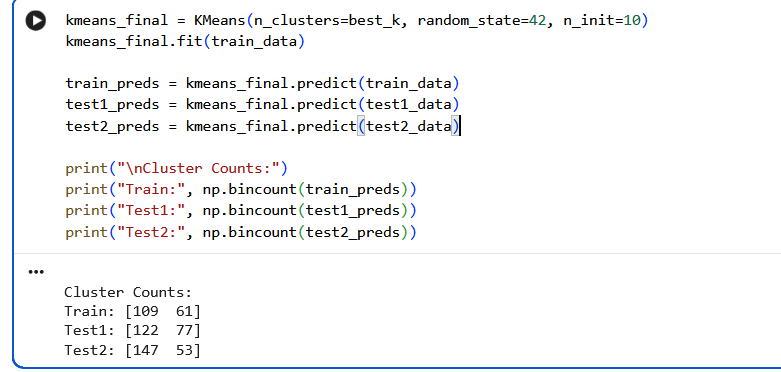 kmeans_final = KMeans(n_clusters=best_k, random_state=42, n_init=10)
kmeans_final.fit(train_data)

train_preds = kmeans_final.predict(train_data)
test1_preds = kmeans_final.predict(test1_data)
test2_preds = kmeans_final.predict(test2_data)

print("\nCluster Counts:")
print("Train:", np.bincount(train_preds))
print("Test1:", np.bincount(test1_preds))
print("Test2:", np.bincount(test2_preds))

Cluster Counts:
Train: [109  61]
Test1: [122  77]
Test2: [147  53]